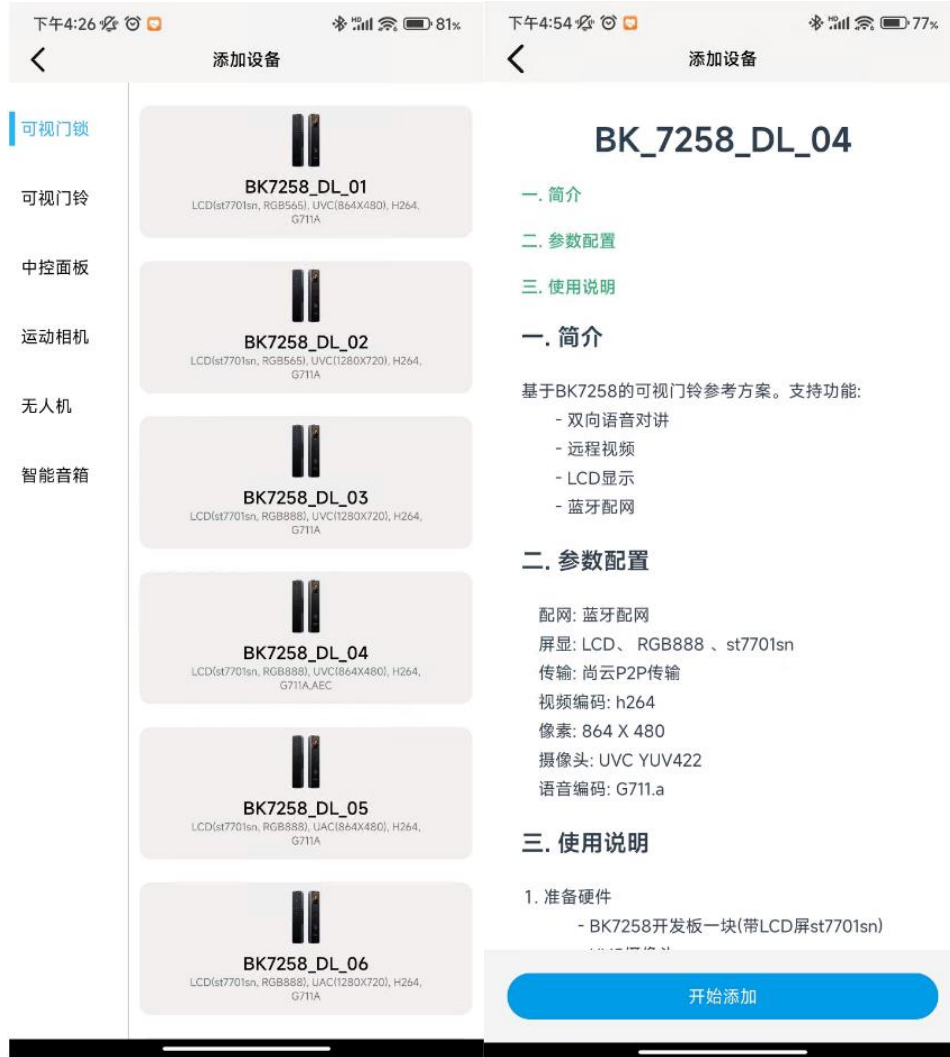 下午4:26
81%
添加设备
可视门锁
可视门铃
中控面板
运动相机
无人机
智能音箱
BK7258_DL_01
LCD(st7701sn, RGB565), UVC(864X480), H264,
G711A
BK7258_DL_02
LCD(st7701sn, RGB565), UVC(1280X720), H264,
G711A
BK7258_DL_03
LCD(st7701sn, RGB888), UVC(1280X720), H264,
G711A
BK7258_DL_04
LCD(st7701sn, RGB888), UVC(864X480), H264,
G711A,AEC
BK7258_DL_05
LCD(st7701sn, RGB888), UAC(864X480), H264,
G711A
BK7258_DL_06
LCD(st7701sn, RGB888), UAC(1280X720), H264,
G711A
下午4:54
77%
添加设备
BK_7258_DL_04
一. 简介
二. 参数配置
三. 使用说明
一. 简介
基于BK7258的可视门铃参考方案。支持功能:
- 双向语音对讲
- 远程视频
- LCD显示
- 蓝牙配网
二. 参数配置
配网: 蓝牙配网
屏显: LCD、 RGB888 、st7701sn
传输: 尚云P2P传输
视频编码: h264
像素: 864 X 480
摄像头: UVC YUV422
语音编码: G711.a
三. 使用说明
1. 准备硬件
- BK7258开发板一块(带LCD屏st7701sn)
开始添加